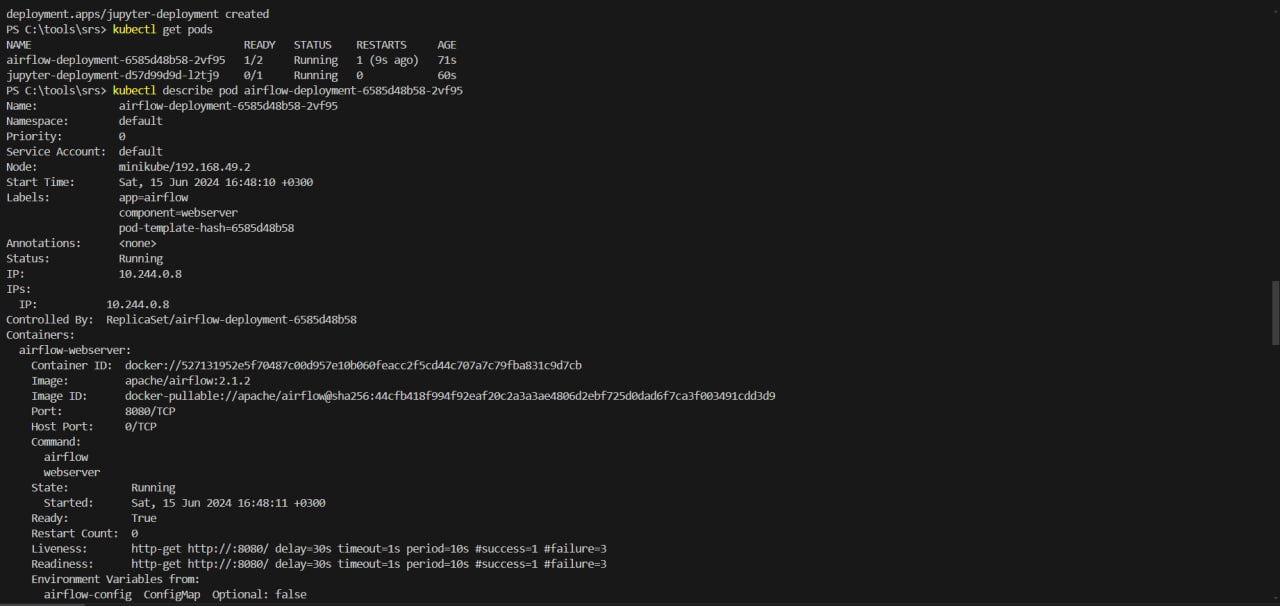 deployment.apps/jupyter-deployment created
PS C:\tools\srs> kubectl get pods
NAME                                  READY   STATUS    RESTARTS     AGE
airflow-deployment-6585d48b58-2vf95   1/2     Running   1 (9s ago)   71s
jupyter-deployment-d57d99d9d-l2tj9    0/1     Running   0            60s
PS C:\tools\srs> kubectl describe pod airflow-deployment-6585d48b58-2vf95
Name:             airflow-deployment-6585d48b58-2vf95
Namespace:        default
Priority:         0
Service Account:  default
Node:             minikube/192.168.49.2
Start Time:       Sat, 15 Jun 2024 16:48:10 +0300
Labels:           app=airflow
                  component=webserver
                  pod-template-hash=6585d48b58
Annotations:      <none>
Status:           Running
IP:               10.244.0.8
IPs:
  IP:           10.244.0.8
Controlled By:  ReplicaSet/airflow-deployment-6585d48b58
Containers:
  airflow-webserver:
    Container ID:  docker://527131952e5f70487c00d957e10b060feacc2f5cd44c707a7c79fba831c9d7cb
    Image:         apache/airflow:2.1.2
    Image ID:      docker-pullable://apache/airflow@sha256:44cfb418f994f92eaf20c2a3a3ae4806d2ebf725d0dad6f7ca3f003491cdd3d9
    Port:          8080/TCP
    Host Port:     0/TCP
    Command:
      airflow
      webserver
    State:          Running
      Started:      Sat, 15 Jun 2024 16:48:11 +0300
    Ready:          True
    Restart Count:  0
    Liveness:       http-get http://:8080/ delay=30s timeout=1s period=10s #success=1 #failure=3
    Readiness:      http-get http://:8080/ delay=30s timeout=1s period=10s #success=1 #failure=3
    Environment Variables from:
      airflow-config  ConfigMap  Optional: false